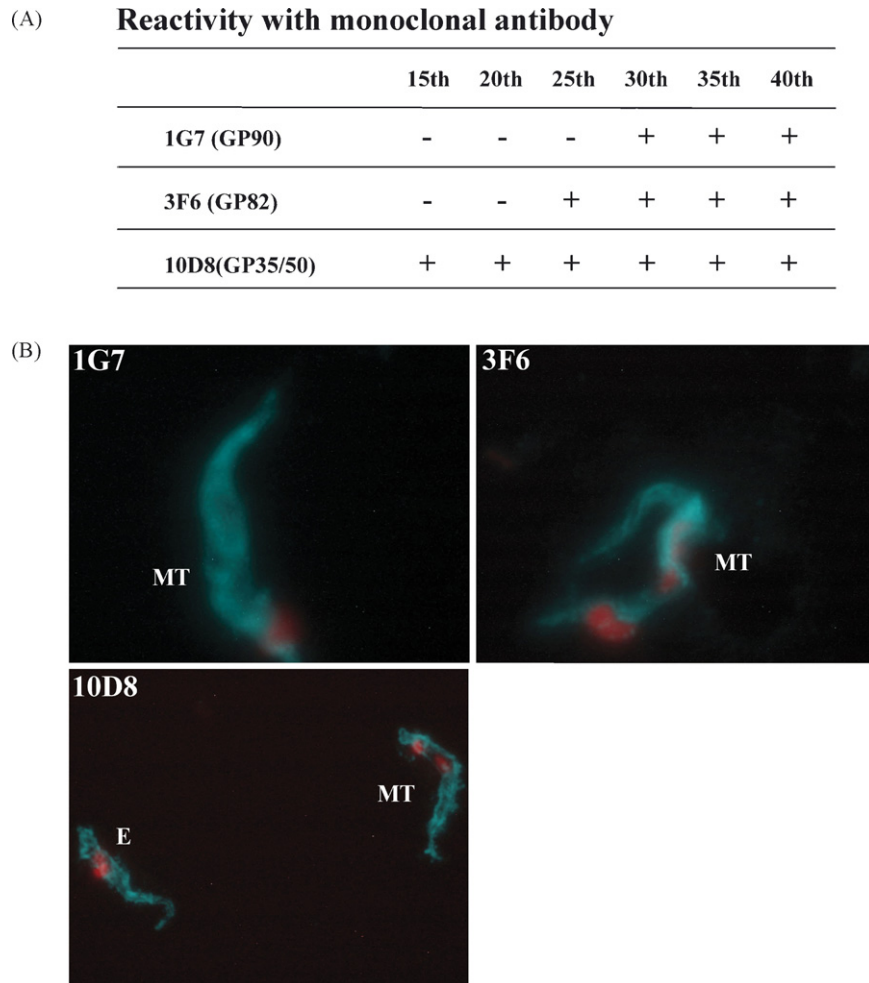 (A)
Reactivity with monoclonal antibody
15th 20th 25th 30th 35th 40th
1G7 (GP90) - - - + + +
3F6 (GP82) - - + + + +
10D8(GP35/50) + + + + + +
(B)
1G7
MT
3F6
MT
10D8
E
MT